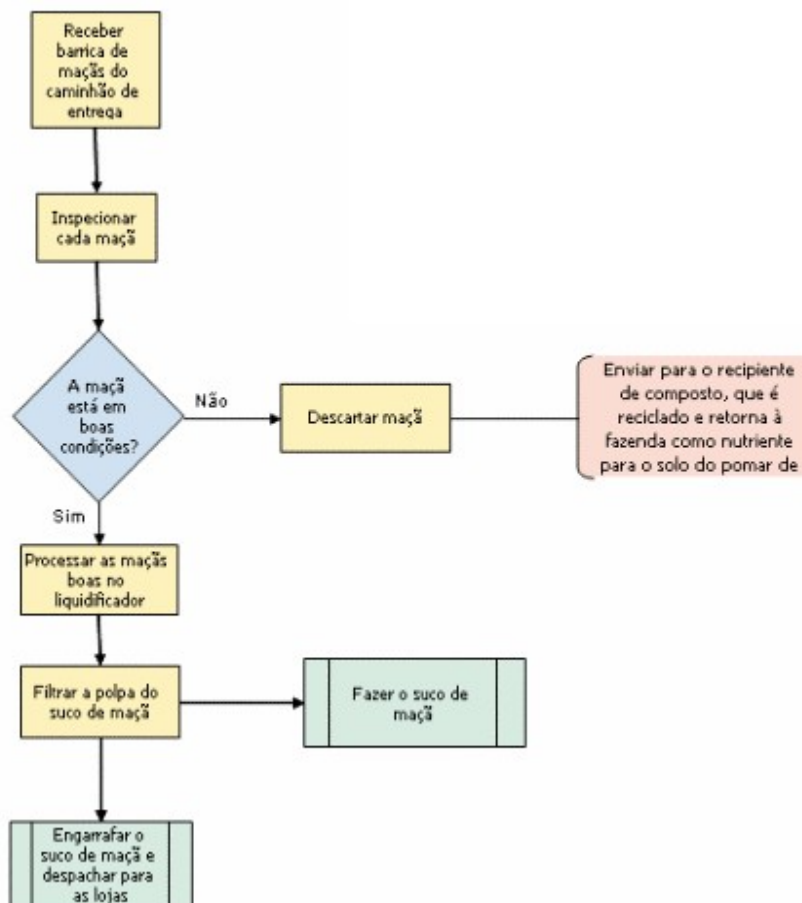 Receber
barrica de
maçãs do
caminhão de
entrega
Inspecionar
cada maçã
A maçã
está em
boas
condições?
Não
Descartar maçã
Enviar para o recipiente
de composto, que é
reciclado e retorna à
fazenda como nutriente
para o solo do pomar de
Sim
Processar as maçãs
boas no
liquidificador
Filtrar a polpa do
suco de maçã
Fazer o suco de
maçã
Engarrafar o
suco de maçã e
despachar para
as lojas